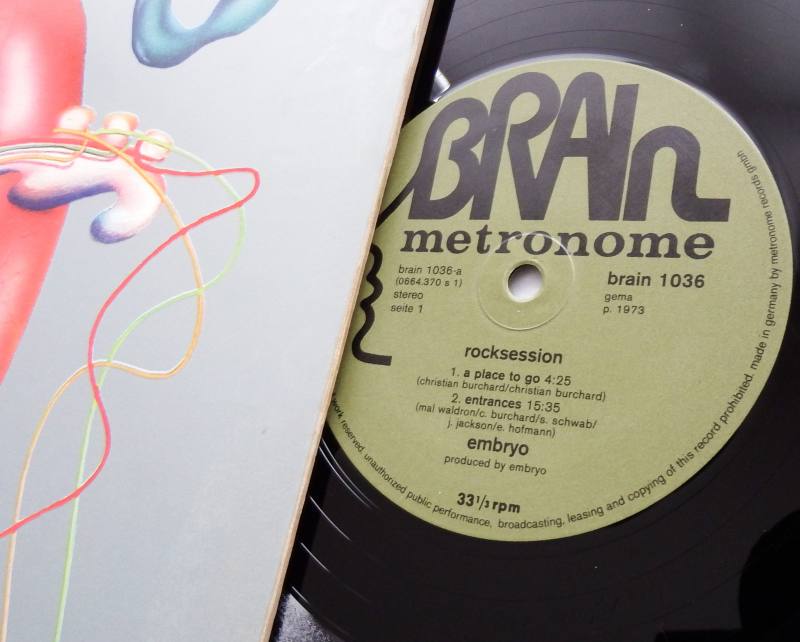 BRAIN
metronome
brain 1036-a
(0664.370 s 1)
stereo
seite 1
brain 1036
gema
p. 1973
rocksession
1. a place to go 4:25
(christian burchard/christian burchard)
2. entrances 15:35
(mal waldron/c. burchard/s. schwab/
j. jackson/e. hofmann)
embryo
produced by embryo
33 1/3 rpm
work reserved. unauthorized public performance, broadcasting, leasing and copying of this record prohibited. made in germany by metronome records gmbh